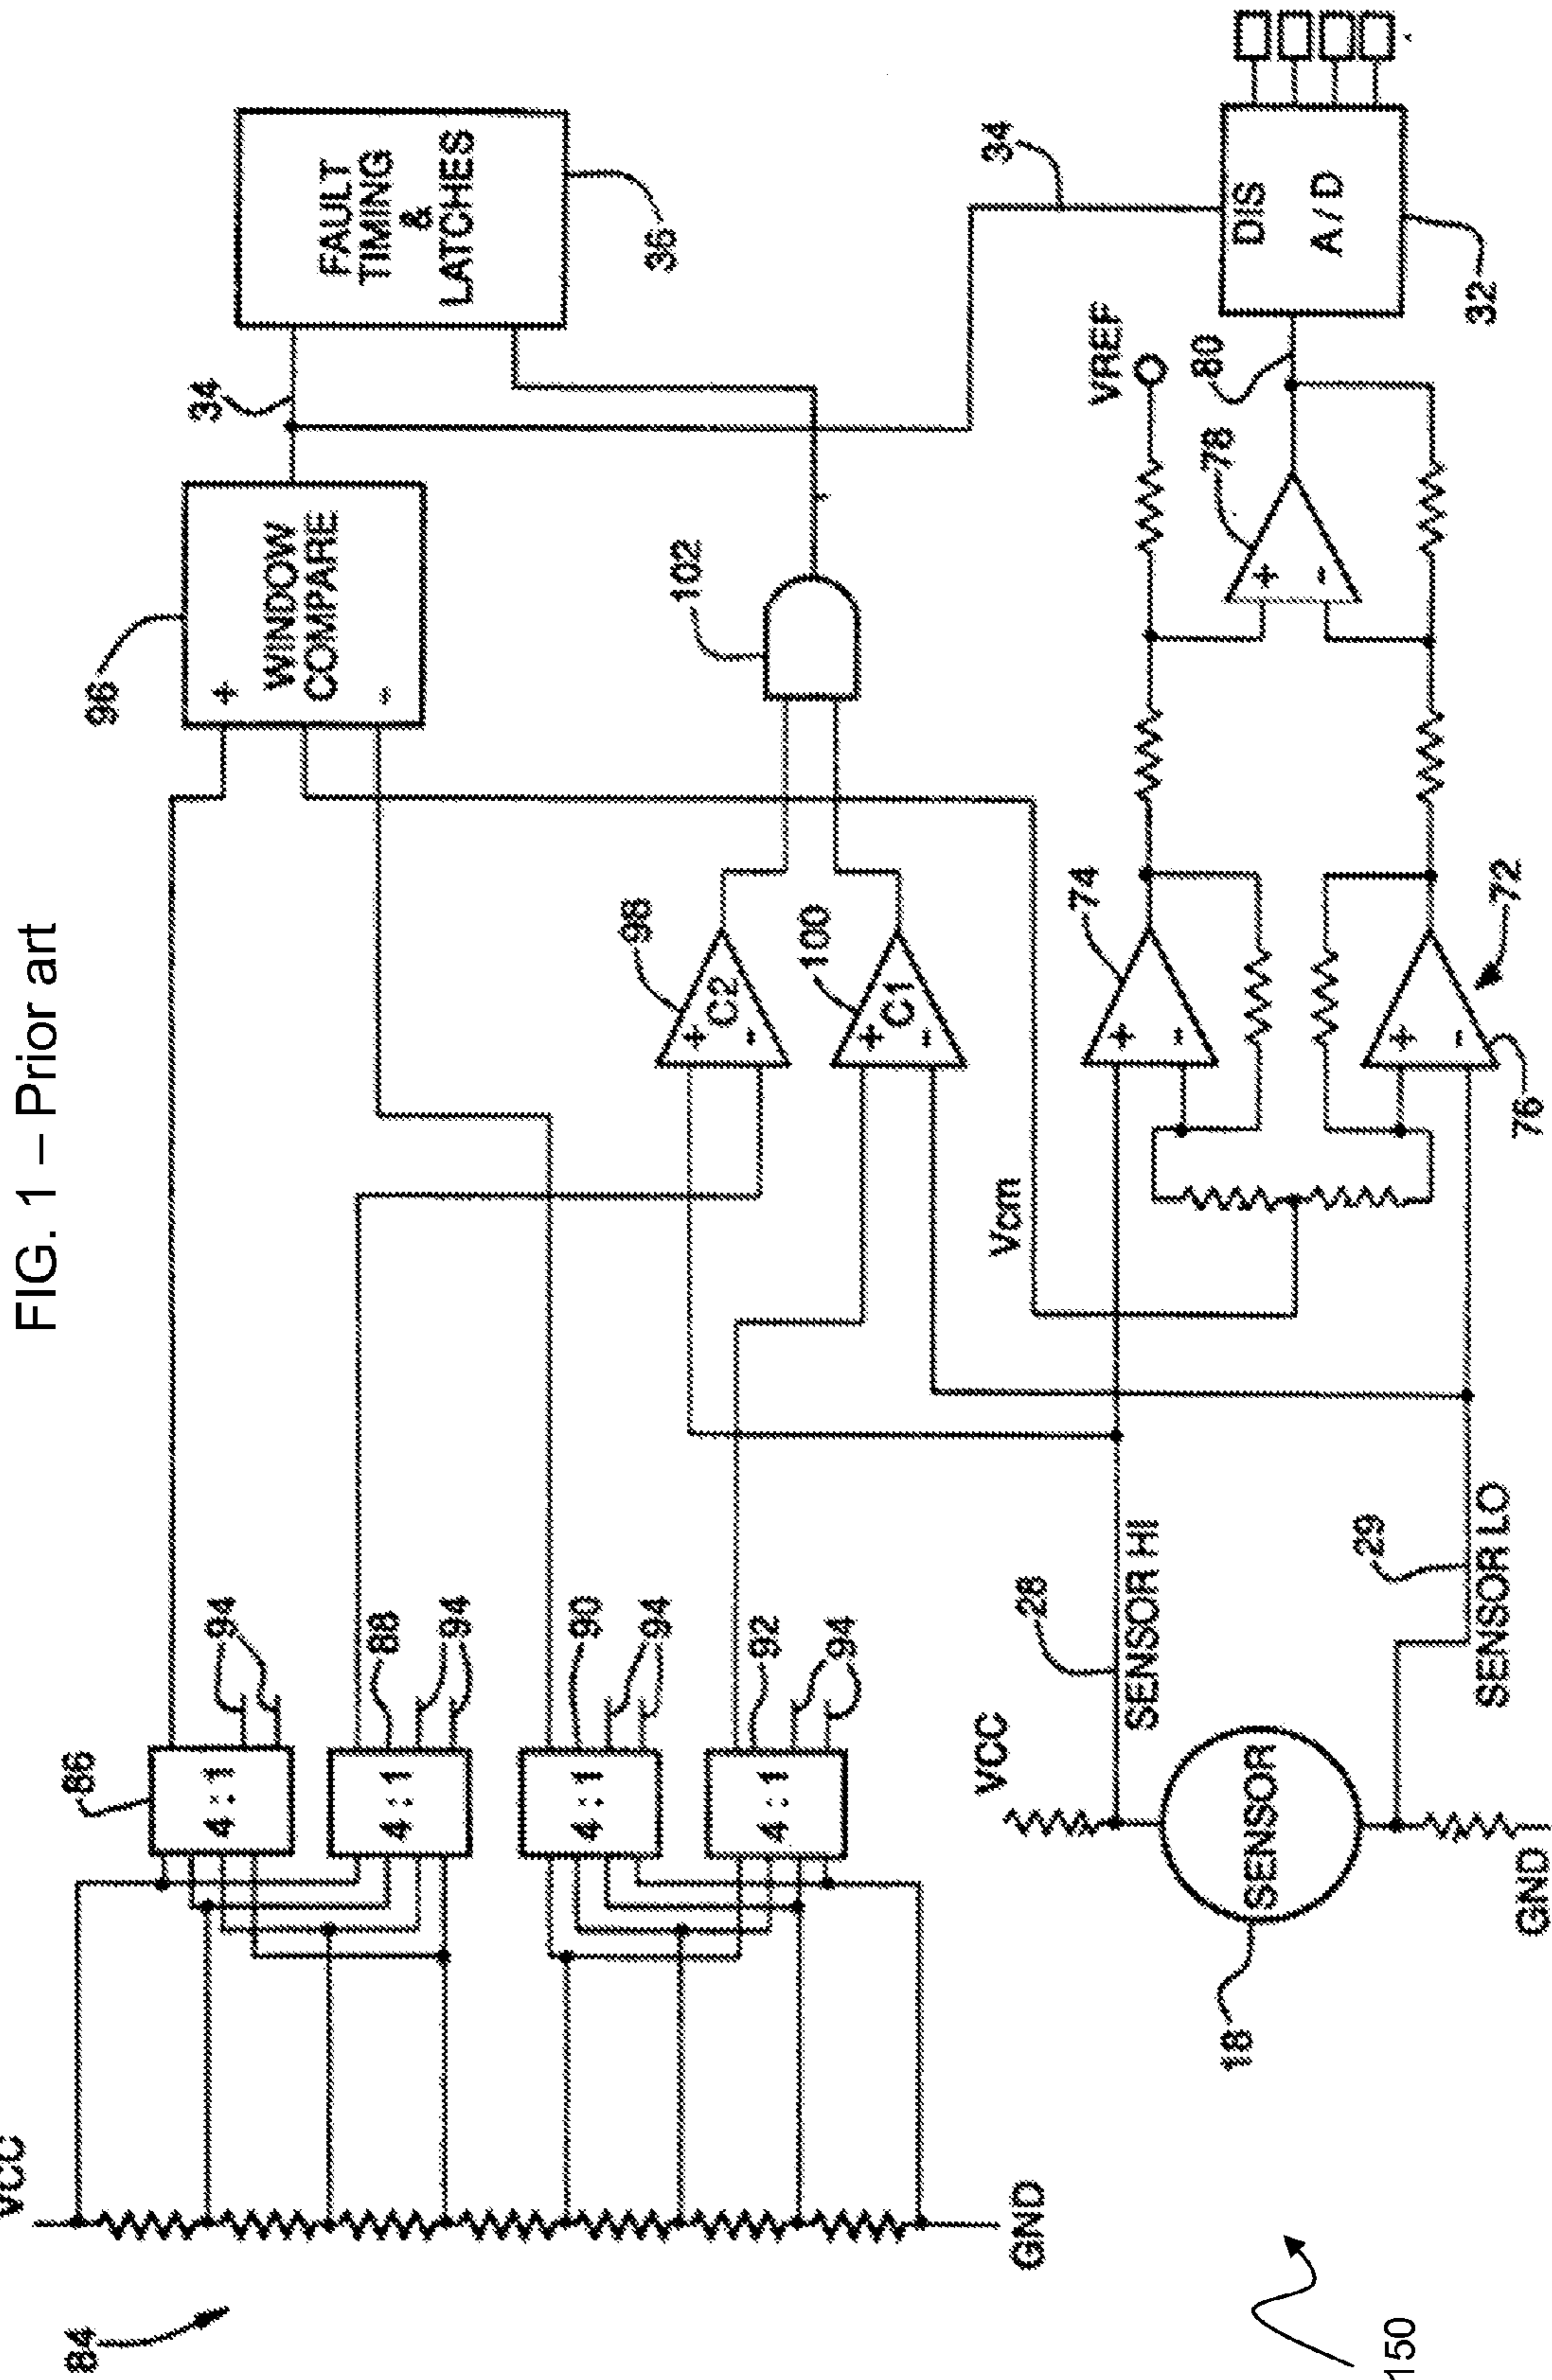 FIG. 1 – Prior art
84
VCC
GND
86
4:1
94
88
4:1
94
90
4:1
94
92
4:1
94
96
+
WINDOW
COMPARE
-
34
FAULT
TIMING
&
LATCHES
36
98
+
C2
-
100
+
C1
-
102
Vcm
VCC
18
SENSOR
GND
28
SENSOR HI
29
SENSOR LO
74
+
-
72
+
-
76
VREF
78
+
-
80
34
DIS
A/D
32
150